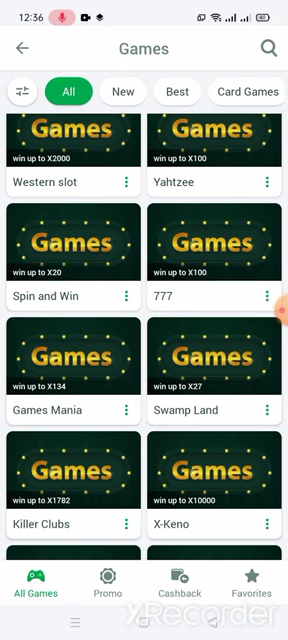 12:36
48
Games
All
New
Best
Card Games
Games
win up to X2000
Games
win up to X100
Western slot
Yahtzee
Games
win up to X20
Games
win up to X100
Spin and Win
777
Games
win up to X134
Games
win up to X27
Games Mania
Swamp Land
Games
win up to X1782
Games
win up to X10000
Killer Clubs
X-Keno
All Games
Promo
Cashback
Favorites
XRecorder